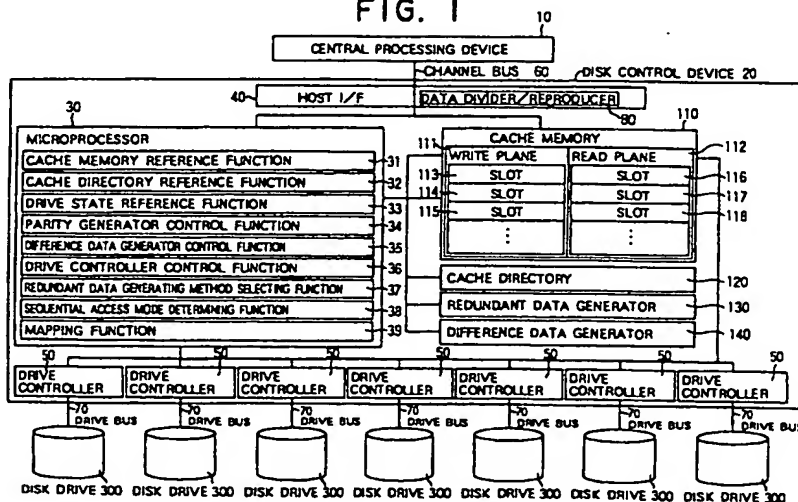 FIG. 1
10
CENTRAL PROCESSING DEVICE
CHANNEL BUS 60
DISK CONTROL DEVICE 20
40
HOST I/F
DATA DIVIDER/REPRODUCER
80
30
MICROPROCESSOR
CACHE MEMORY REFERENCE FUNCTION
31
CACHE DIRECTORY REFERENCE FUNCTION
32
DRIVE STATE REFERENCE FUNCTION
33
PARITY GENERATOR CONTROL FUNCTION
34
DIFFERENCE DATA GENERATOR CONTROL FUNCTION
35
DRIVE CONTROLLER CONTROL FUNCTION
36
REDUNDANT DATA GENERATING METHOD SELECTING FUNCTION
37
SEQUENTIAL ACCESS MODE DETERMINING FUNCTION
38
MAPPING FUNCTION
39
110
CACHE MEMORY
111
112
WRITE PLANE READ PLANE
113 SLOT SLOT 116
114 SLOT SLOT 117
115 SLOT SLOT 118
⋮ ⋮
CACHE DIRECTORY
120
REDUNDANT DATA GENERATOR
130
DIFFERENCE DATA GENERATOR
140
50 50 50 50 50 50 50
DRIVE CONTROLLER DRIVE CONTROLLER DRIVE CONTROLLER DRIVE CONTROLLER DRIVE CONTROLLER DRIVE CONTROLLER DRIVE CONTROLLER
70 70 70 70 70 70 70
DRIVE BUS DRIVE BUS DRIVE BUS DRIVE BUS DRIVE BUS DRIVE BUS DRIVE BUS
DISK DRIVE 300 DISK DRIVE 300 DISK DRIVE 300 DISK DRIVE 300 DISK DRIVE 300 DISK DRIVE 300 DISK DRIVE 300